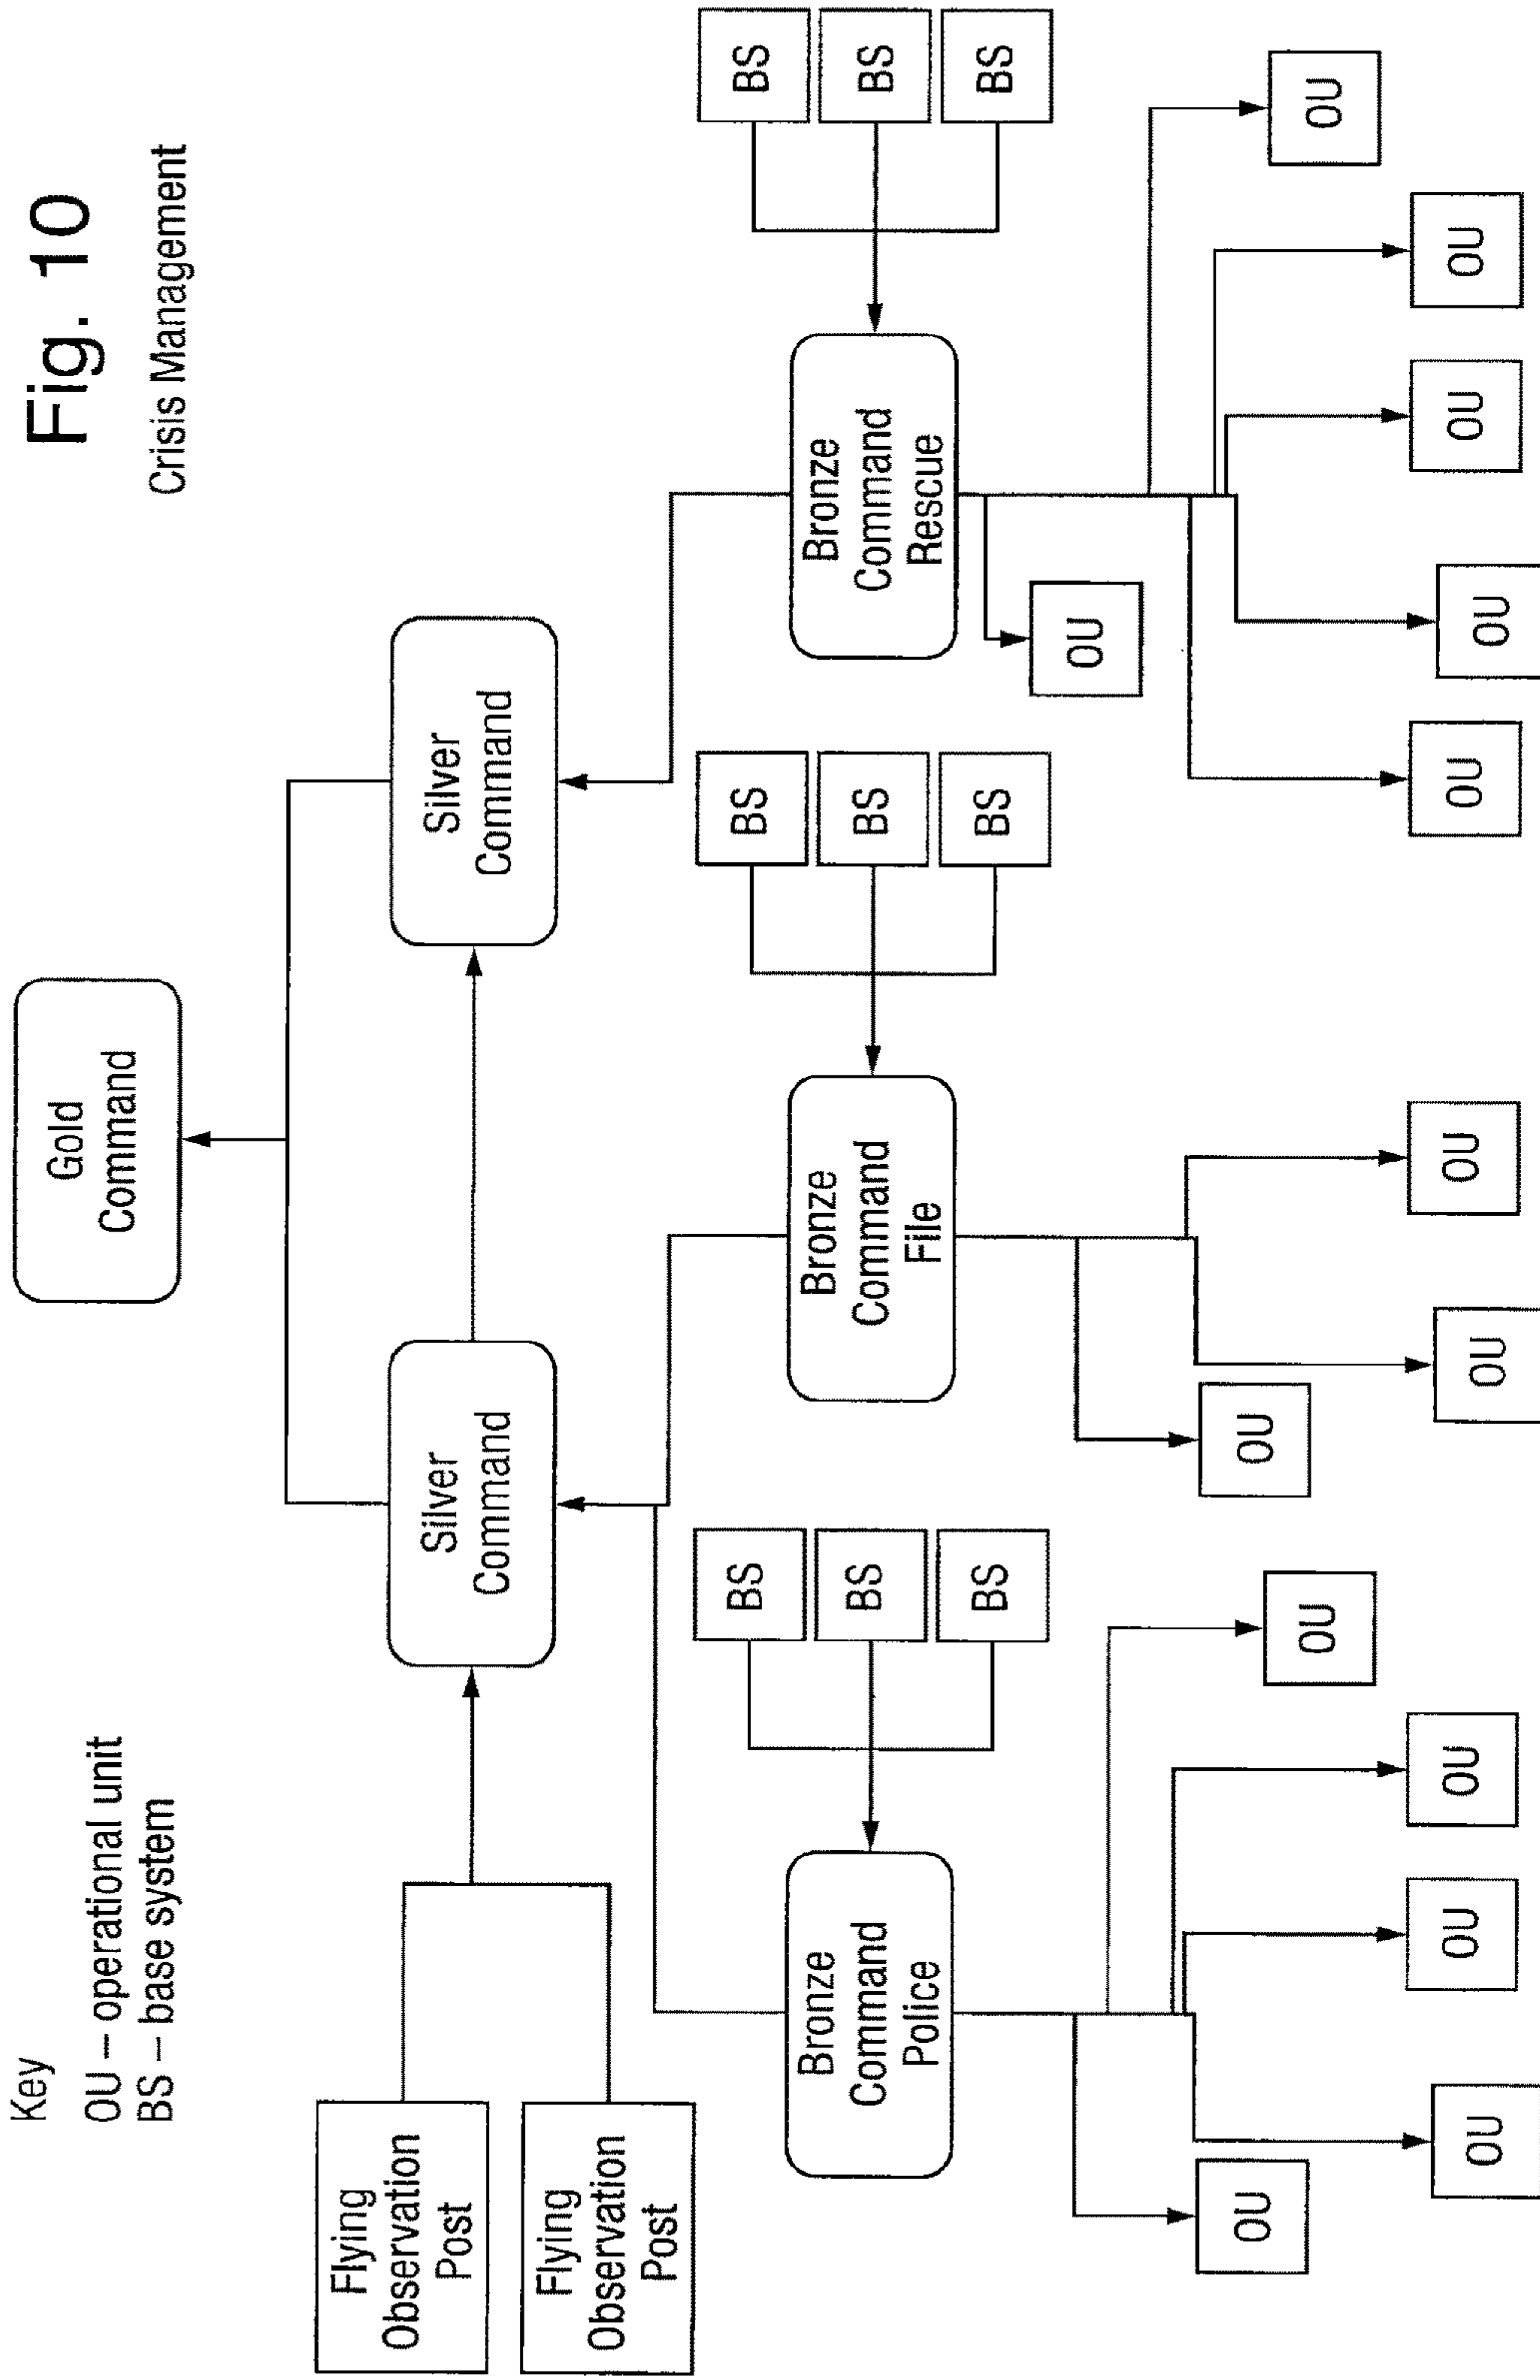 Fig. 10
Crisis Management
Key
OU – operational unit
BS – base system
Gold
Command
Flying
Observation
Post
Flying
Observation
Post
Silver
Command
Silver
Command
BS
BS
BS
BS
BS
BS
BS
BS
BS
Bronze
Command
Police
Bronze
Command
File
Bronze
Command
Rescue
OU
OU
OU
OU
OU
OU
OU
OU
OU
OU
OU
OU
OU
OU